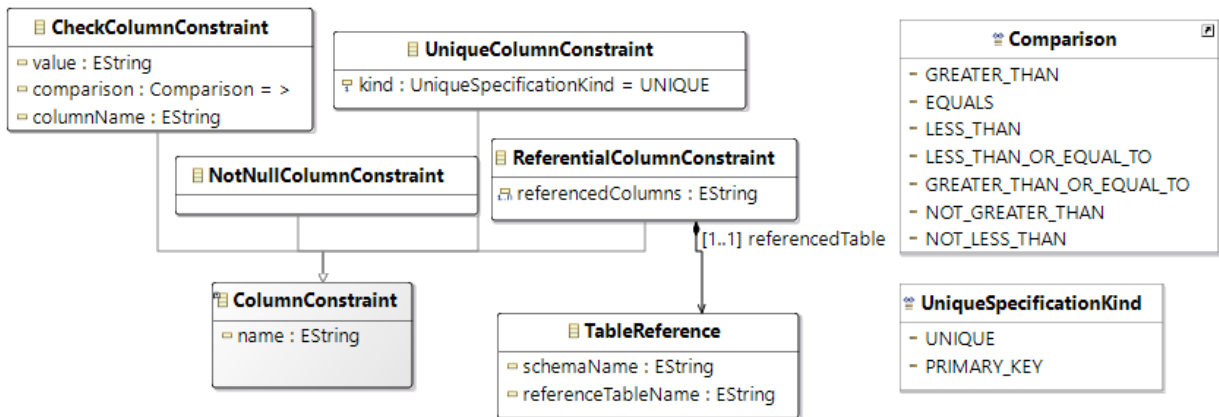 CheckColumnConstraint
value : EString
comparison : Comparison = >
columnName : EString
UniqueColumnConstraint
kind : UniqueSpecificationKind = UNIQUE
NotNullColumnConstraint
ReferentialColumnConstraint
referencedColumns : EString
[1..1] referencedTable
ColumnConstraint
name : EString
TableReference
schemaName : EString
referenceTableName : EString
Comparison
GREATER_THAN
EQUALS
LESS_THAN
LESS_THAN_OR_EQUAL_TO
GREATER_THAN_OR_EQUAL_TO
NOT_GREATER_THAN
NOT_LESS_THAN
UniqueSpecificationKind
UNIQUE
PRIMARY_KEY